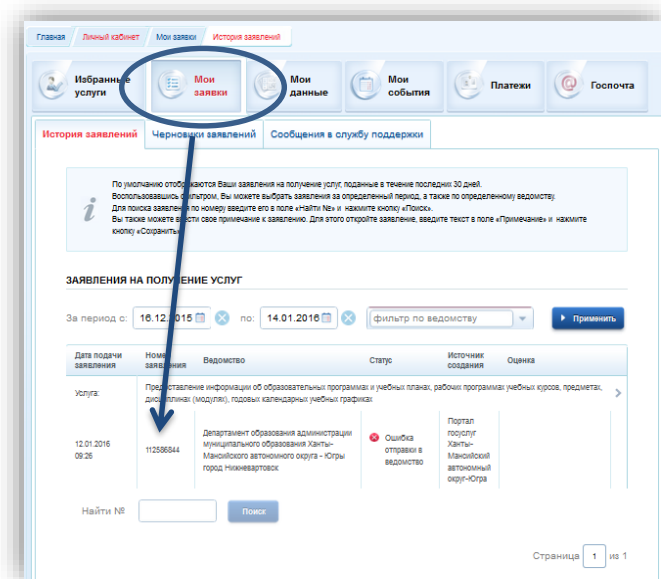 Главная Личный кабинет Мои заявки История заявлений
Избранные услуги Мои заявки Мои данные Мои события Платежи Госпочта
История заявлений Черновики заявлений Сообщения в службу поддержки
По умолчанию отображаются Ваши заявления на получение услуг, поданные в течение последних 30 дней.
Воспользовавшись фильтром, Вы можете выбрать заявления за определенный период, а также по определенному ведомству.
Для поиска заявления по номеру введите его в поле «Найти №» и нажмите кнопку «Поиск».
Вы также можете ввести свое примечание к заявлению. Для этого откройте заявление, введите текст в поле «Примечание» и нажмите
кнопку «Сохранить»
ЗАЯВЛЕНИЯ НА ПОЛУЧЕНИЕ УСЛУГ
За период с: 16.12.2015 по: 14.01.2016 фильтр по ведомству Применить
Дата подачи заявления Номер заявления Ведомство Статус Источник создания Оценка
Услуга: Предоставление информации об образовательных программах и учебных планах, рабочих программах учебных курсов, предметах,
дисциплинах (модулях), годовых календарных учебных графиках
12.01.2016
09:26
112586844
Департамент образования администрации
муниципального образования Ханты-
Мансийского автономного округа - Югры
город Нижневартовск
Ошибка
отправки в
ведомство
Портал
госуслуг
Ханты-
Мансийский
автономный
округ-Югра
Найти № Поиск
Страница 1 из 1